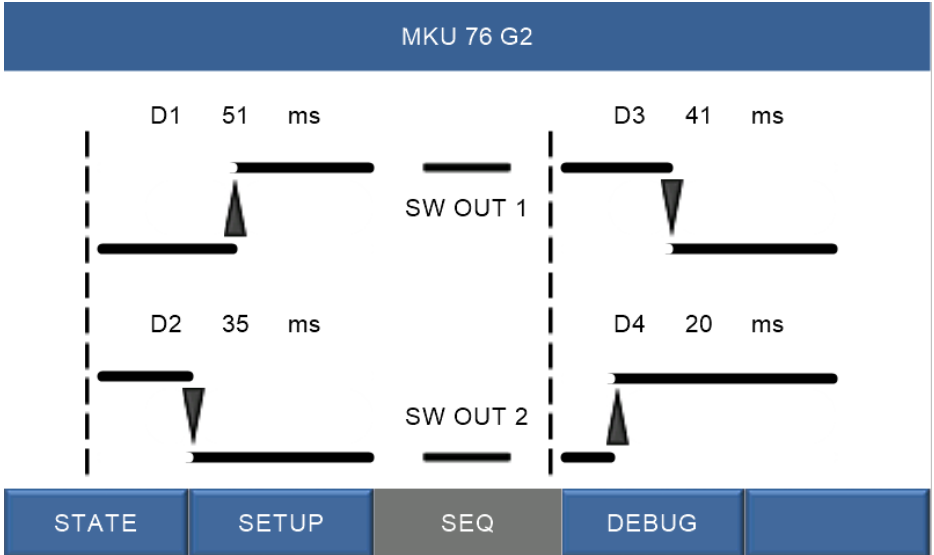 MKU 76 G2
D1 51 ms
D3 41 ms
SW OUT 1
D2 35 ms
D4 20 ms
SW OUT 2
STATE
SETUP
SEQ
DEBUG